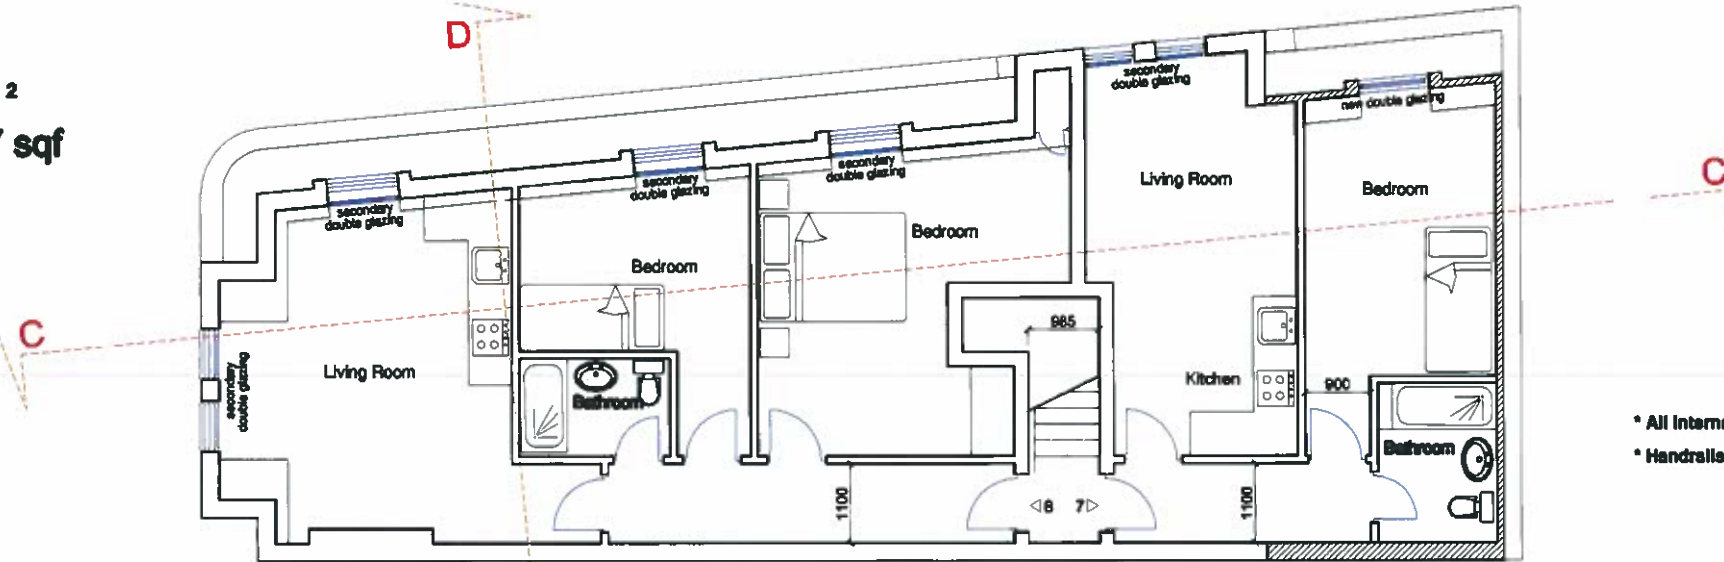 D
2
sqf
secondary
double glazing
new double glazing
secondary
double glazing
secondary
double glazing
secondary
double glazing
Living Room
Bedroom
C
Bedroom
Bedroom
985
C
secondary
double glazing
Living Room
Bathroom
Kitchen
900
* All Interna
* Handrails
Bathroom
1100
8 7
1100